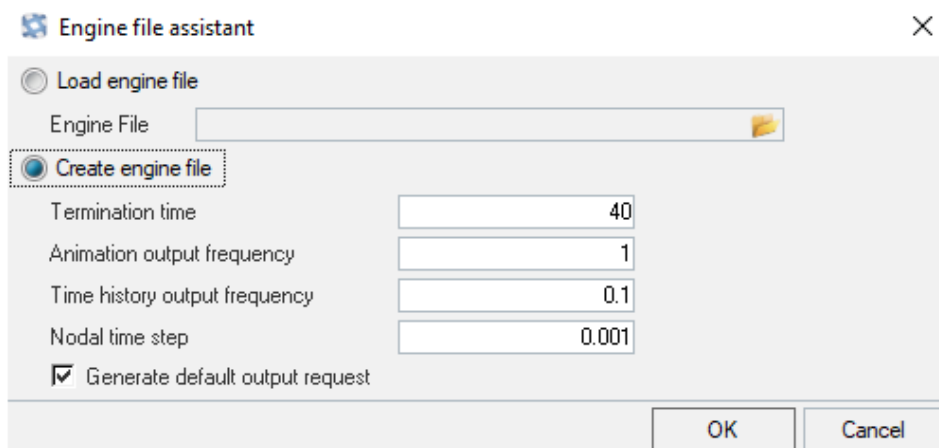 Engine file assistant
Load engine file
Engine File
Create engine file
Termination time 40
Animation output frequency 1
Time history output frequency 0.1
Nodal time step 0.001
Generate default output request
OK Cancel